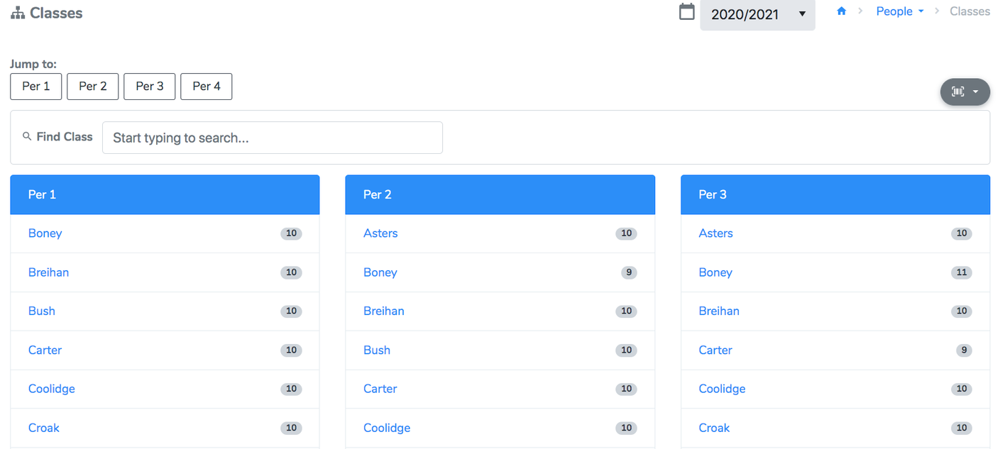 Classes
2020/2021
People
Classes
Jump to:
Per 1
Per 2
Per 3
Per 4
Find Class
Start typing to search...
Per 1
Boney 10
Breihan 10
Bush 10
Carter 10
Coolidge 10
Croak 10
Per 2
Asters 10
Boney 9
Breihan 10
Bush 10
Carter 10
Coolidge 10
Per 3
Asters 10
Boney 11
Breihan 10
Carter 9
Coolidge 10
Croak 10